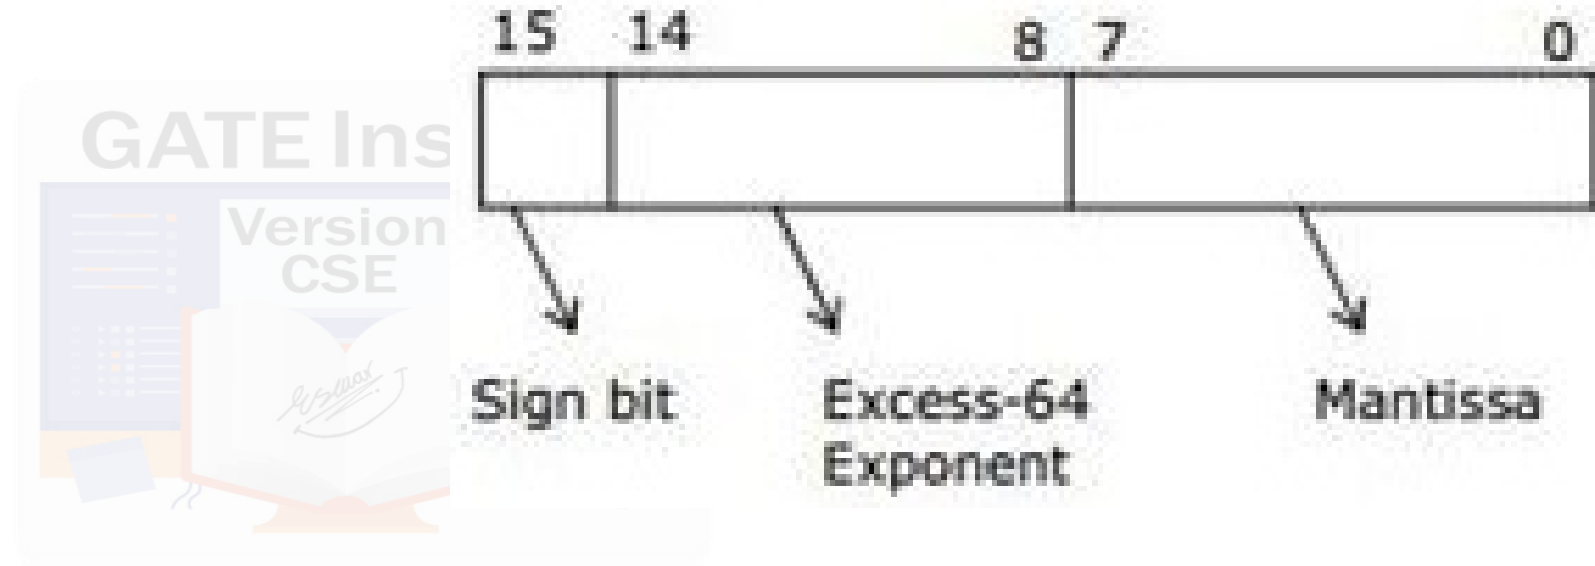 15 14 8 7 0
GATE Ins
Version
CSE
Sign bit
Excess-64
Exponent
Mantissa